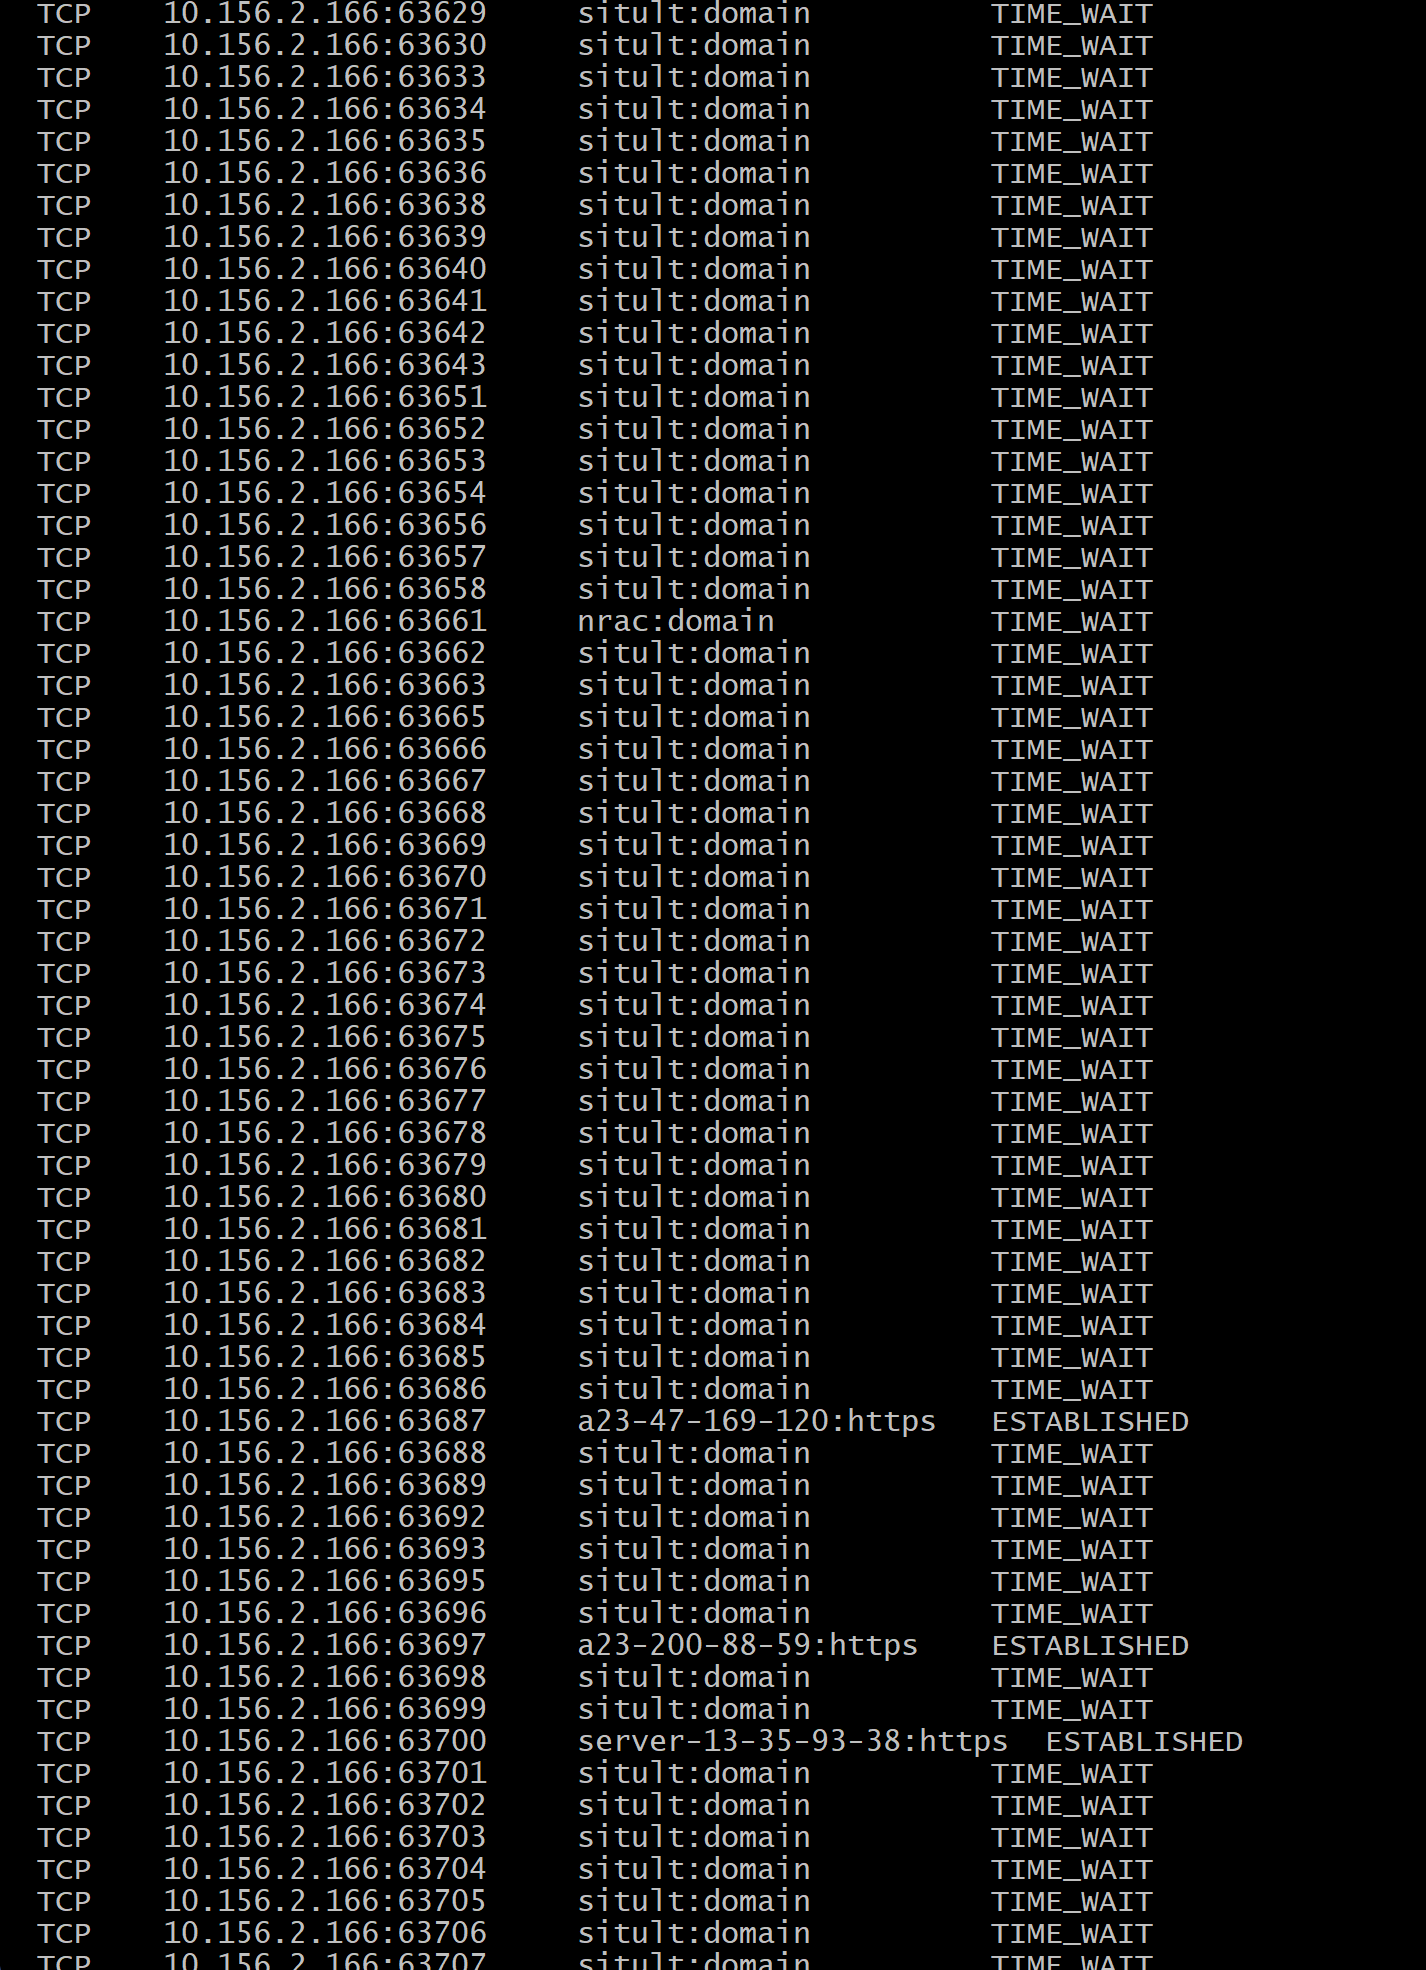 TCP 10.156.2.166:63629 sitult:domain TIME_WAIT
TCP 10.156.2.166:63630 sitult:domain TIME_WAIT
TCP 10.156.2.166:63633 sitult:domain TIME_WAIT
TCP 10.156.2.166:63634 sitult:domain TIME_WAIT
TCP 10.156.2.166:63635 sitult:domain TIME_WAIT
TCP 10.156.2.166:63636 sitult:domain TIME_WAIT
TCP 10.156.2.166:63638 sitult:domain TIME_WAIT
TCP 10.156.2.166:63639 sitult:domain TIME_WAIT
TCP 10.156.2.166:63640 sitult:domain TIME_WAIT
TCP 10.156.2.166:63641 sitult:domain TIME_WAIT
TCP 10.156.2.166:63642 sitult:domain TIME_WAIT
TCP 10.156.2.166:63643 sitult:domain TIME_WAIT
TCP 10.156.2.166:63651 sitult:domain TIME_WAIT
TCP 10.156.2.166:63652 sitult:domain TIME_WAIT
TCP 10.156.2.166:63653 sitult:domain TIME_WAIT
TCP 10.156.2.166:63654 sitult:domain TIME_WAIT
TCP 10.156.2.166:63656 sitult:domain TIME_WAIT
TCP 10.156.2.166:63657 sitult:domain TIME_WAIT
TCP 10.156.2.166:63658 sitult:domain TIME_WAIT
TCP 10.156.2.166:63661 nrac:domain TIME_WAIT
TCP 10.156.2.166:63662 sitult:domain TIME_WAIT
TCP 10.156.2.166:63663 sitult:domain TIME_WAIT
TCP 10.156.2.166:63665 sitult:domain TIME_WAIT
TCP 10.156.2.166:63666 sitult:domain TIME_WAIT
TCP 10.156.2.166:63667 sitult:domain TIME_WAIT
TCP 10.156.2.166:63668 sitult:domain TIME_WAIT
TCP 10.156.2.166:63669 sitult:domain TIME_WAIT
TCP 10.156.2.166:63670 sitult:domain TIME_WAIT
TCP 10.156.2.166:63671 sitult:domain TIME_WAIT
TCP 10.156.2.166:63672 sitult:domain TIME_WAIT
TCP 10.156.2.166:63673 sitult:domain TIME_WAIT
TCP 10.156.2.166:63674 sitult:domain TIME_WAIT
TCP 10.156.2.166:63675 sitult:domain TIME_WAIT
TCP 10.156.2.166:63676 sitult:domain TIME_WAIT
TCP 10.156.2.166:63677 sitult:domain TIME_WAIT
TCP 10.156.2.166:63678 sitult:domain TIME_WAIT
TCP 10.156.2.166:63679 sitult:domain TIME_WAIT
TCP 10.156.2.166:63680 sitult:domain TIME_WAIT
TCP 10.156.2.166:63681 sitult:domain TIME_WAIT
TCP 10.156.2.166:63682 sitult:domain TIME_WAIT
TCP 10.156.2.166:63683 sitult:domain TIME_WAIT
TCP 10.156.2.166:63684 sitult:domain TIME_WAIT
TCP 10.156.2.166:63685 sitult:domain TIME_WAIT
TCP 10.156.2.166:63686 sitult:domain TIME_WAIT
TCP 10.156.2.166:63687 a23-47-169-120:https ESTABLISHED
TCP 10.156.2.166:63688 sitult:domain TIME_WAIT
TCP 10.156.2.166:63689 sitult:domain TIME_WAIT
TCP 10.156.2.166:63692 sitult:domain TIME_WAIT
TCP 10.156.2.166:63693 sitult:domain TIME_WAIT
TCP 10.156.2.166:63695 sitult:domain TIME_WAIT
TCP 10.156.2.166:63696 sitult:domain TIME_WAIT
TCP 10.156.2.166:63697 a23-200-88-59:https ESTABLISHED
TCP 10.156.2.166:63698 sitult:domain TIME_WAIT
TCP 10.156.2.166:63699 sitult:domain TIME_WAIT
TCP 10.156.2.166:63700 server-13-35-93-38:https ESTABLISHED
TCP 10.156.2.166:63701 sitult:domain TIME_WAIT
TCP 10.156.2.166:63702 sitult:domain TIME_WAIT
TCP 10.156.2.166:63703 sitult:domain TIME_WAIT
TCP 10.156.2.166:63704 sitult:domain TIME_WAIT
TCP 10.156.2.166:63705 sitult:domain TIME_WAIT
TCP 10.156.2.166:63706 sitult:domain TIME_WAIT
TCP 10.156.2.166:63707 sitult:domain TIME_WAIT